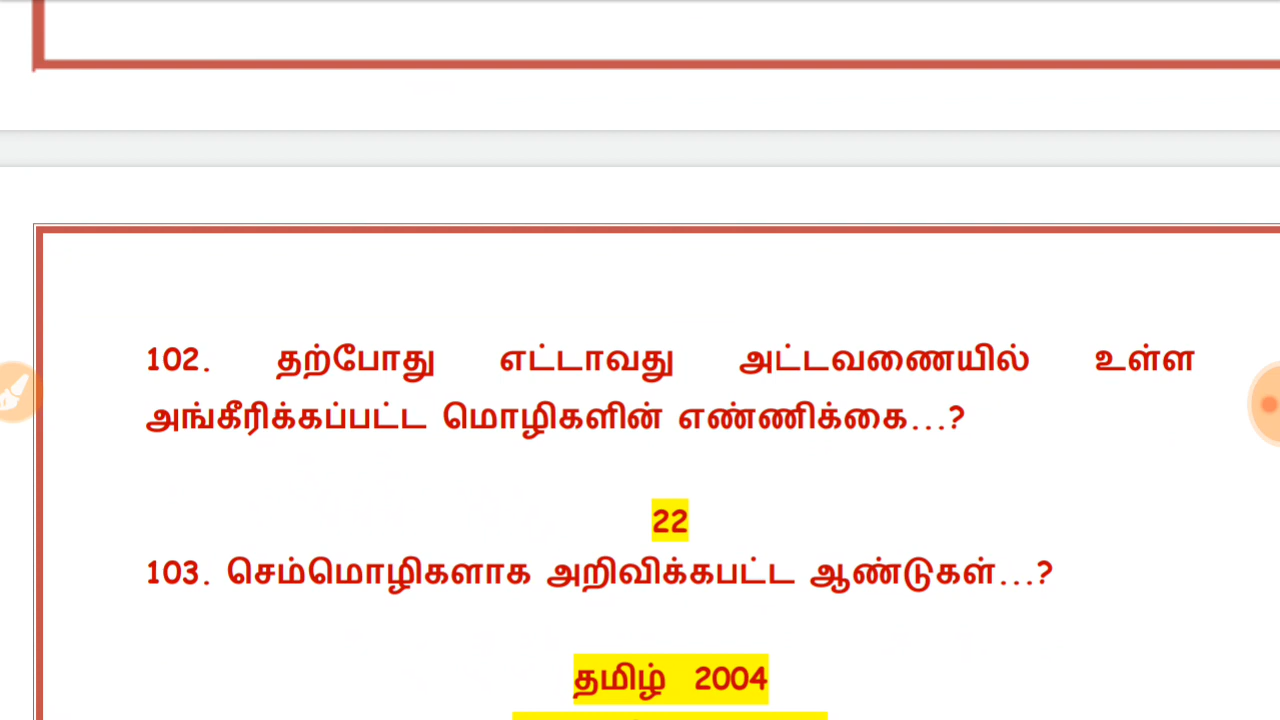 102. தற்போது எட்டாவது அட்டவணையில் உள்ள
அங்கீரிக்கப்பட்ட மொழிகளின் எண்ணிக்கை...?
22
103. செம்மொழிகளாக அறிவிக்கபட்ட ஆண்டுகள்...?
தமிழ் 2004